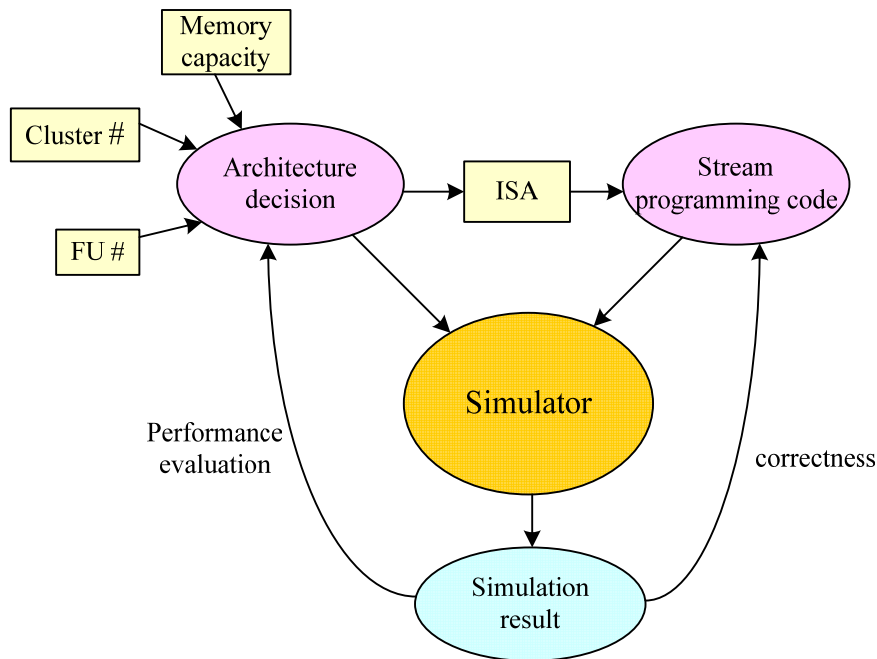 Memory
capacity
Cluster #
Architecture
decision
ISA
Stream
programming code
FU #
Simulator
Performance
evaluation
correctness
Simulation
result